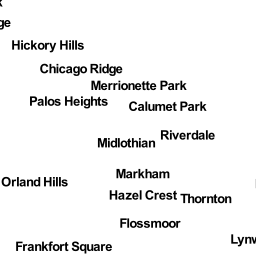 Hickory Hills
Chicago Ridge
Merrionette Park
Palos Heights
Calumet Park
Riverdale
Midlothian
Markham
Orland Hills
Hazel Crest
Thornton
Flossmoor
Frankfort Square